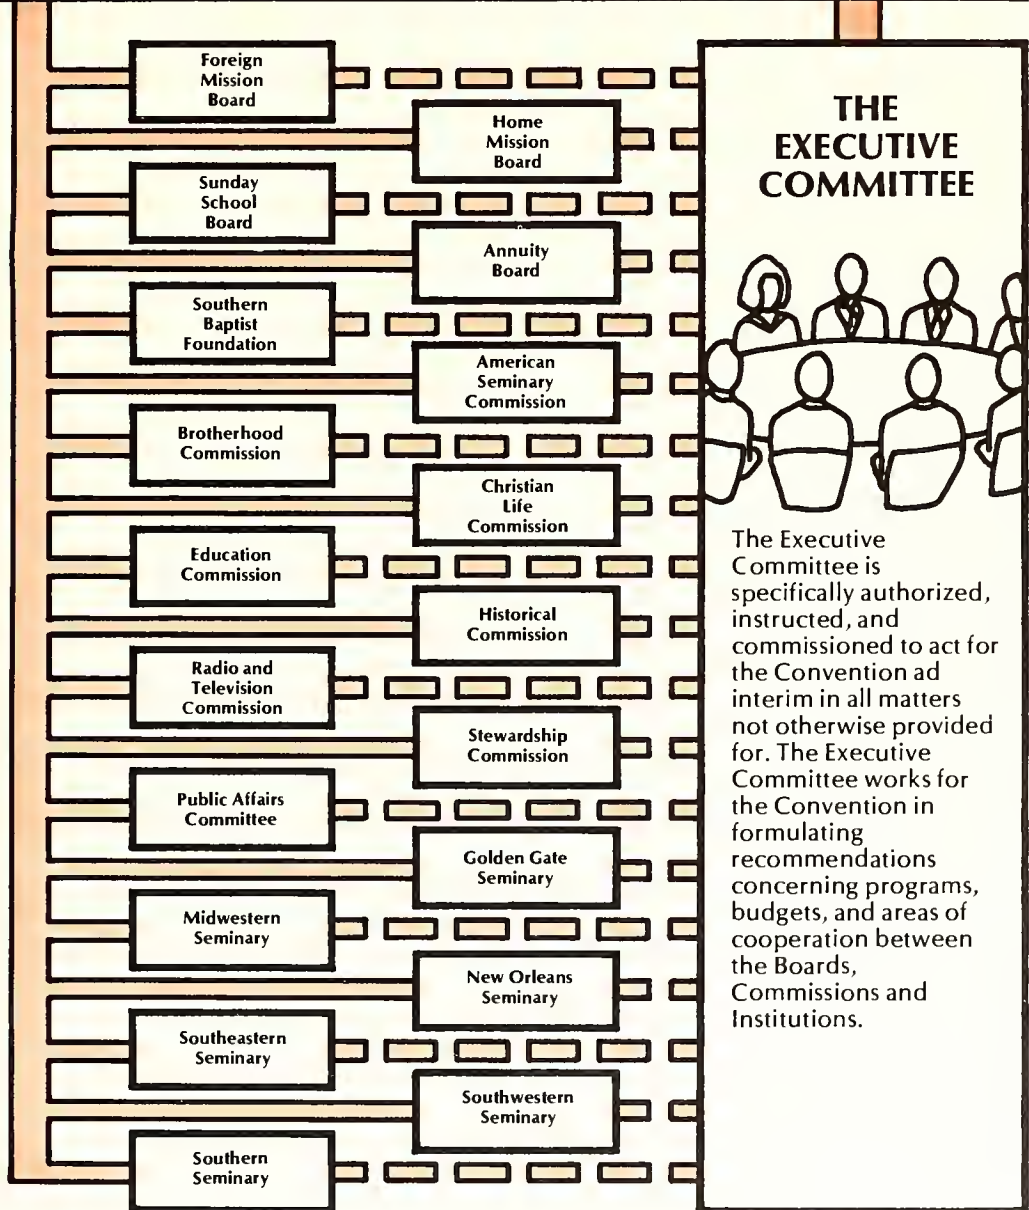 Foreign
Mission
Board
Home
Mission
Board
Sunday
School
Board
Annuity
Board
Southern
Baptist
Foundation
American
Seminary
Commission
Brotherhood
Commission
Christian
Life
Commission
Education
Commission
Historical
Commission
Radio and
Television
Commission
Stewardship
Commission
Public Affairs
Committee
Golden Gate
Seminary
Midwestern
Seminary
New Orleans
Seminary
Southeastern
Seminary
Southwestern
Seminary
Southern
Seminary
THE
EXECUTIVE
COMMITTEE
The Executive
Committee is
specifically authorized,
instructed, and
commissioned to act for
the Convention ad
interim in all matters
not otherwise provided
for. The Executive
Committee works for
the Convention in
formulating
recommendations
concerning programs,
budgets, and areas of
cooperation between
the Boards,
Commissions and
Institutions.